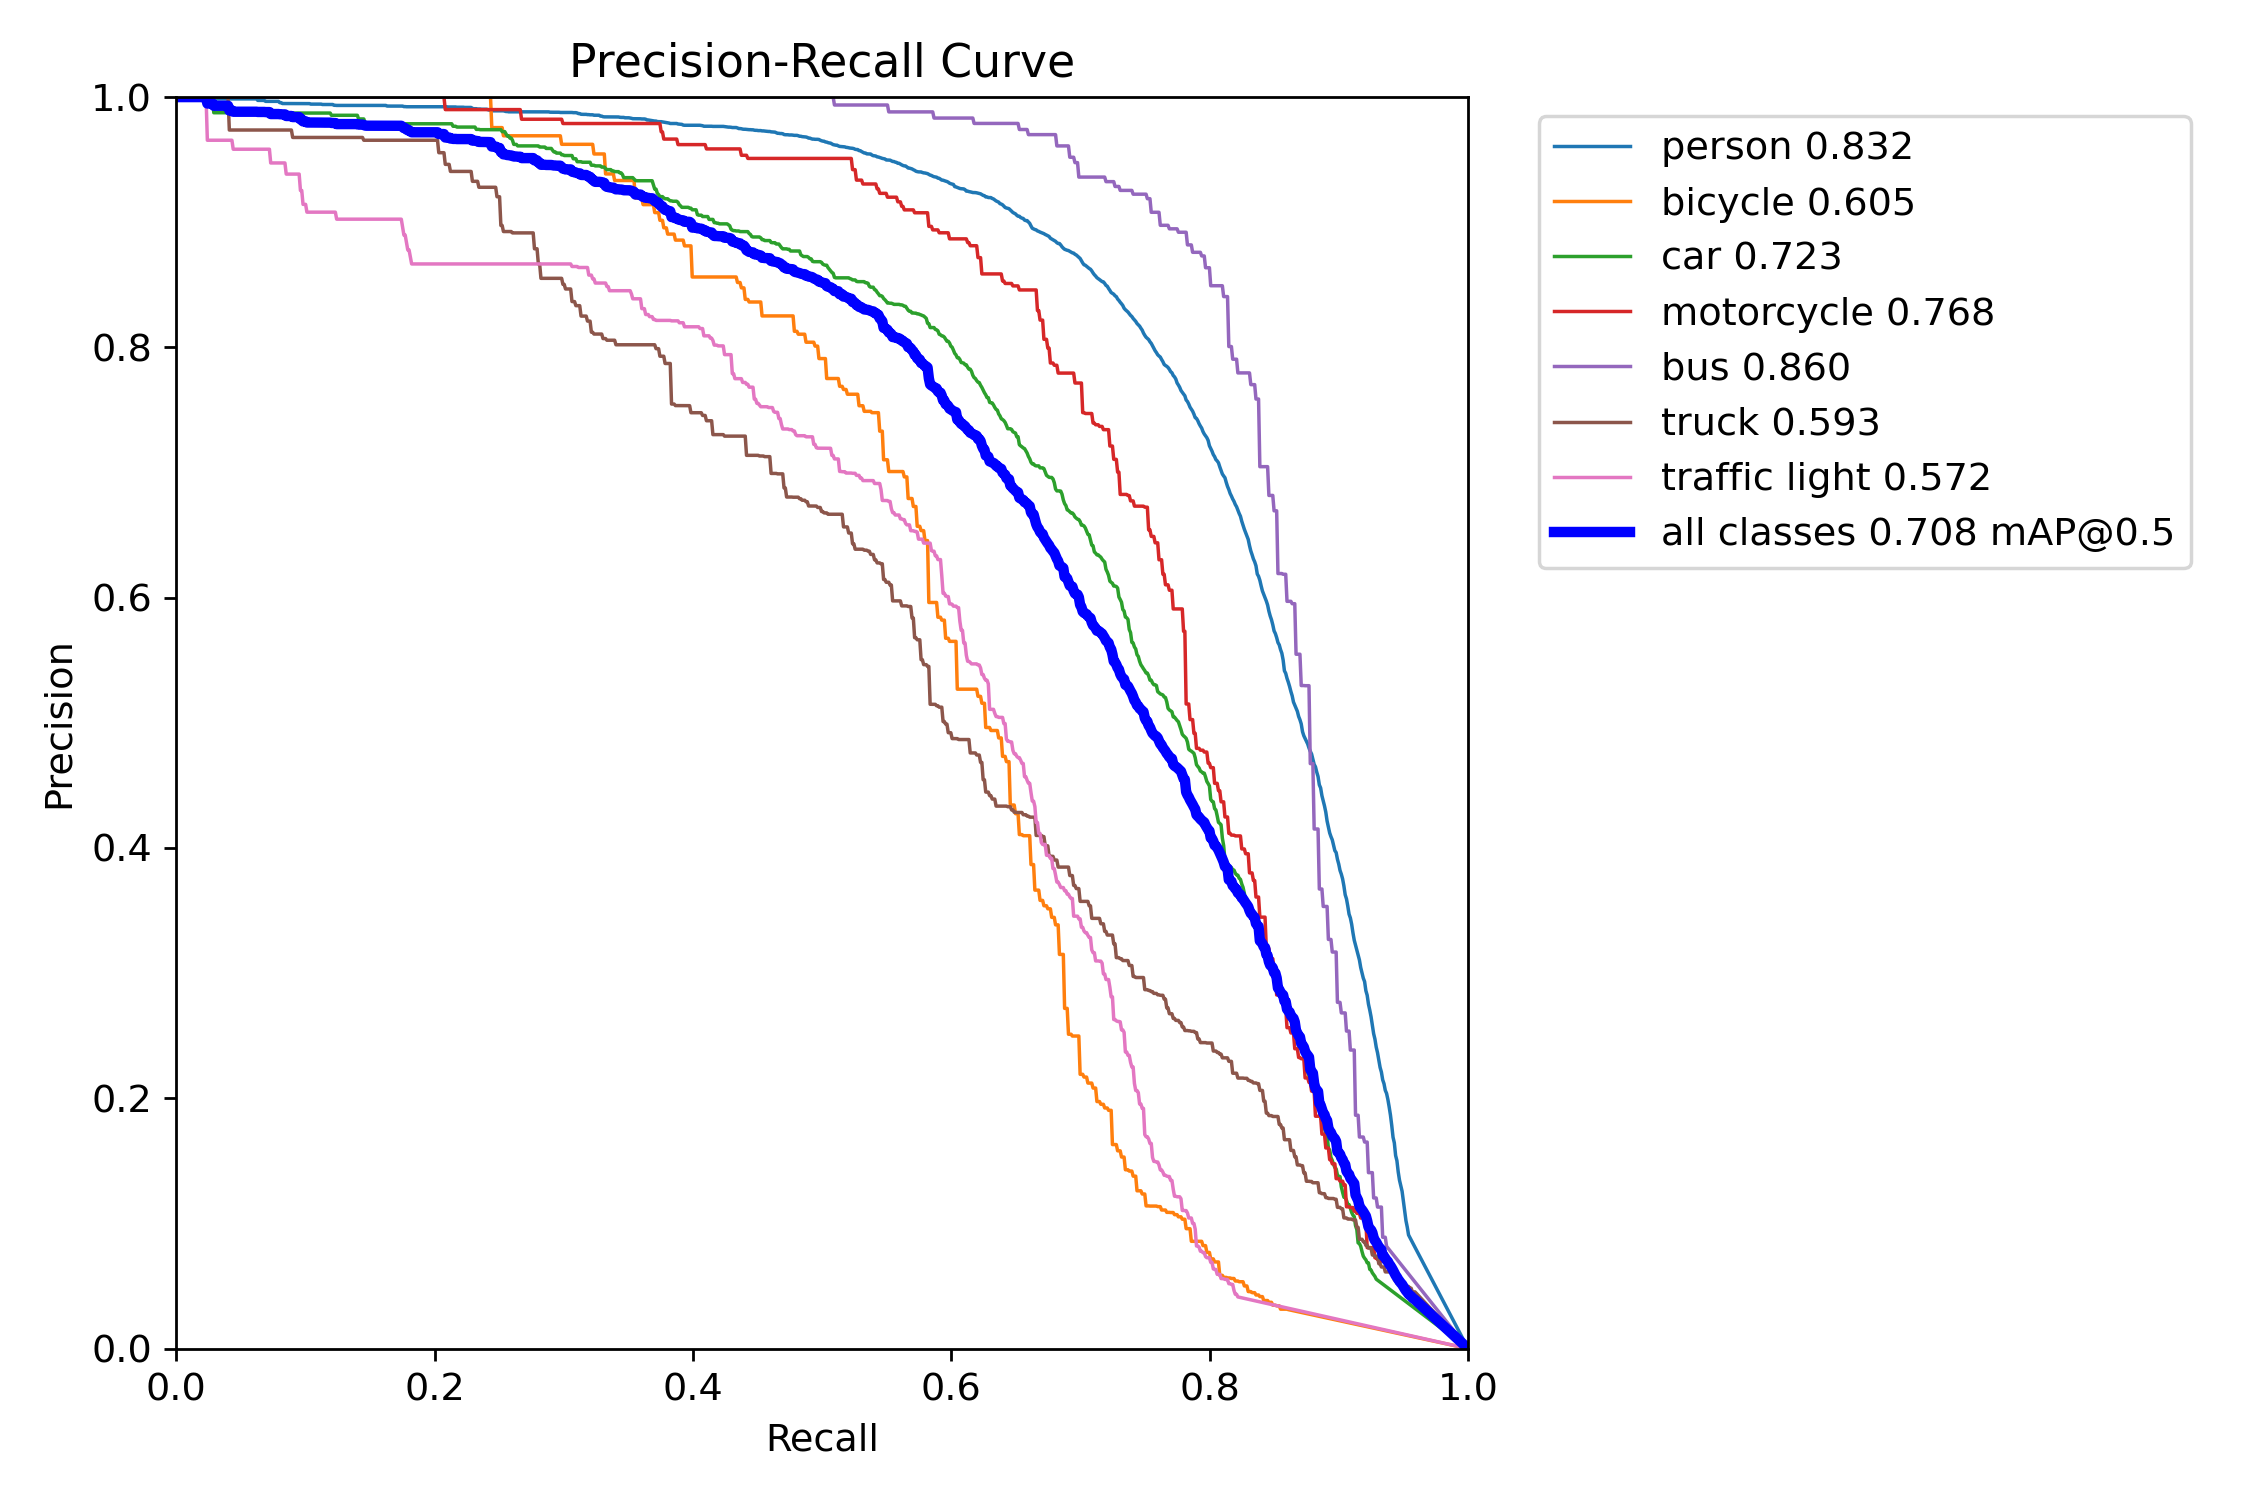 Precision-Recall Curve
1.0
0.8
0.6
0.4
0.2
0.0
Precision
0.0 0.2 0.4 0.6 0.8 1.0
Recall
person 0.832
bicycle 0.605
car 0.723
motorcycle 0.768
bus 0.860
truck 0.593
traffic light 0.572
all classes 0.708 mAP@0.5